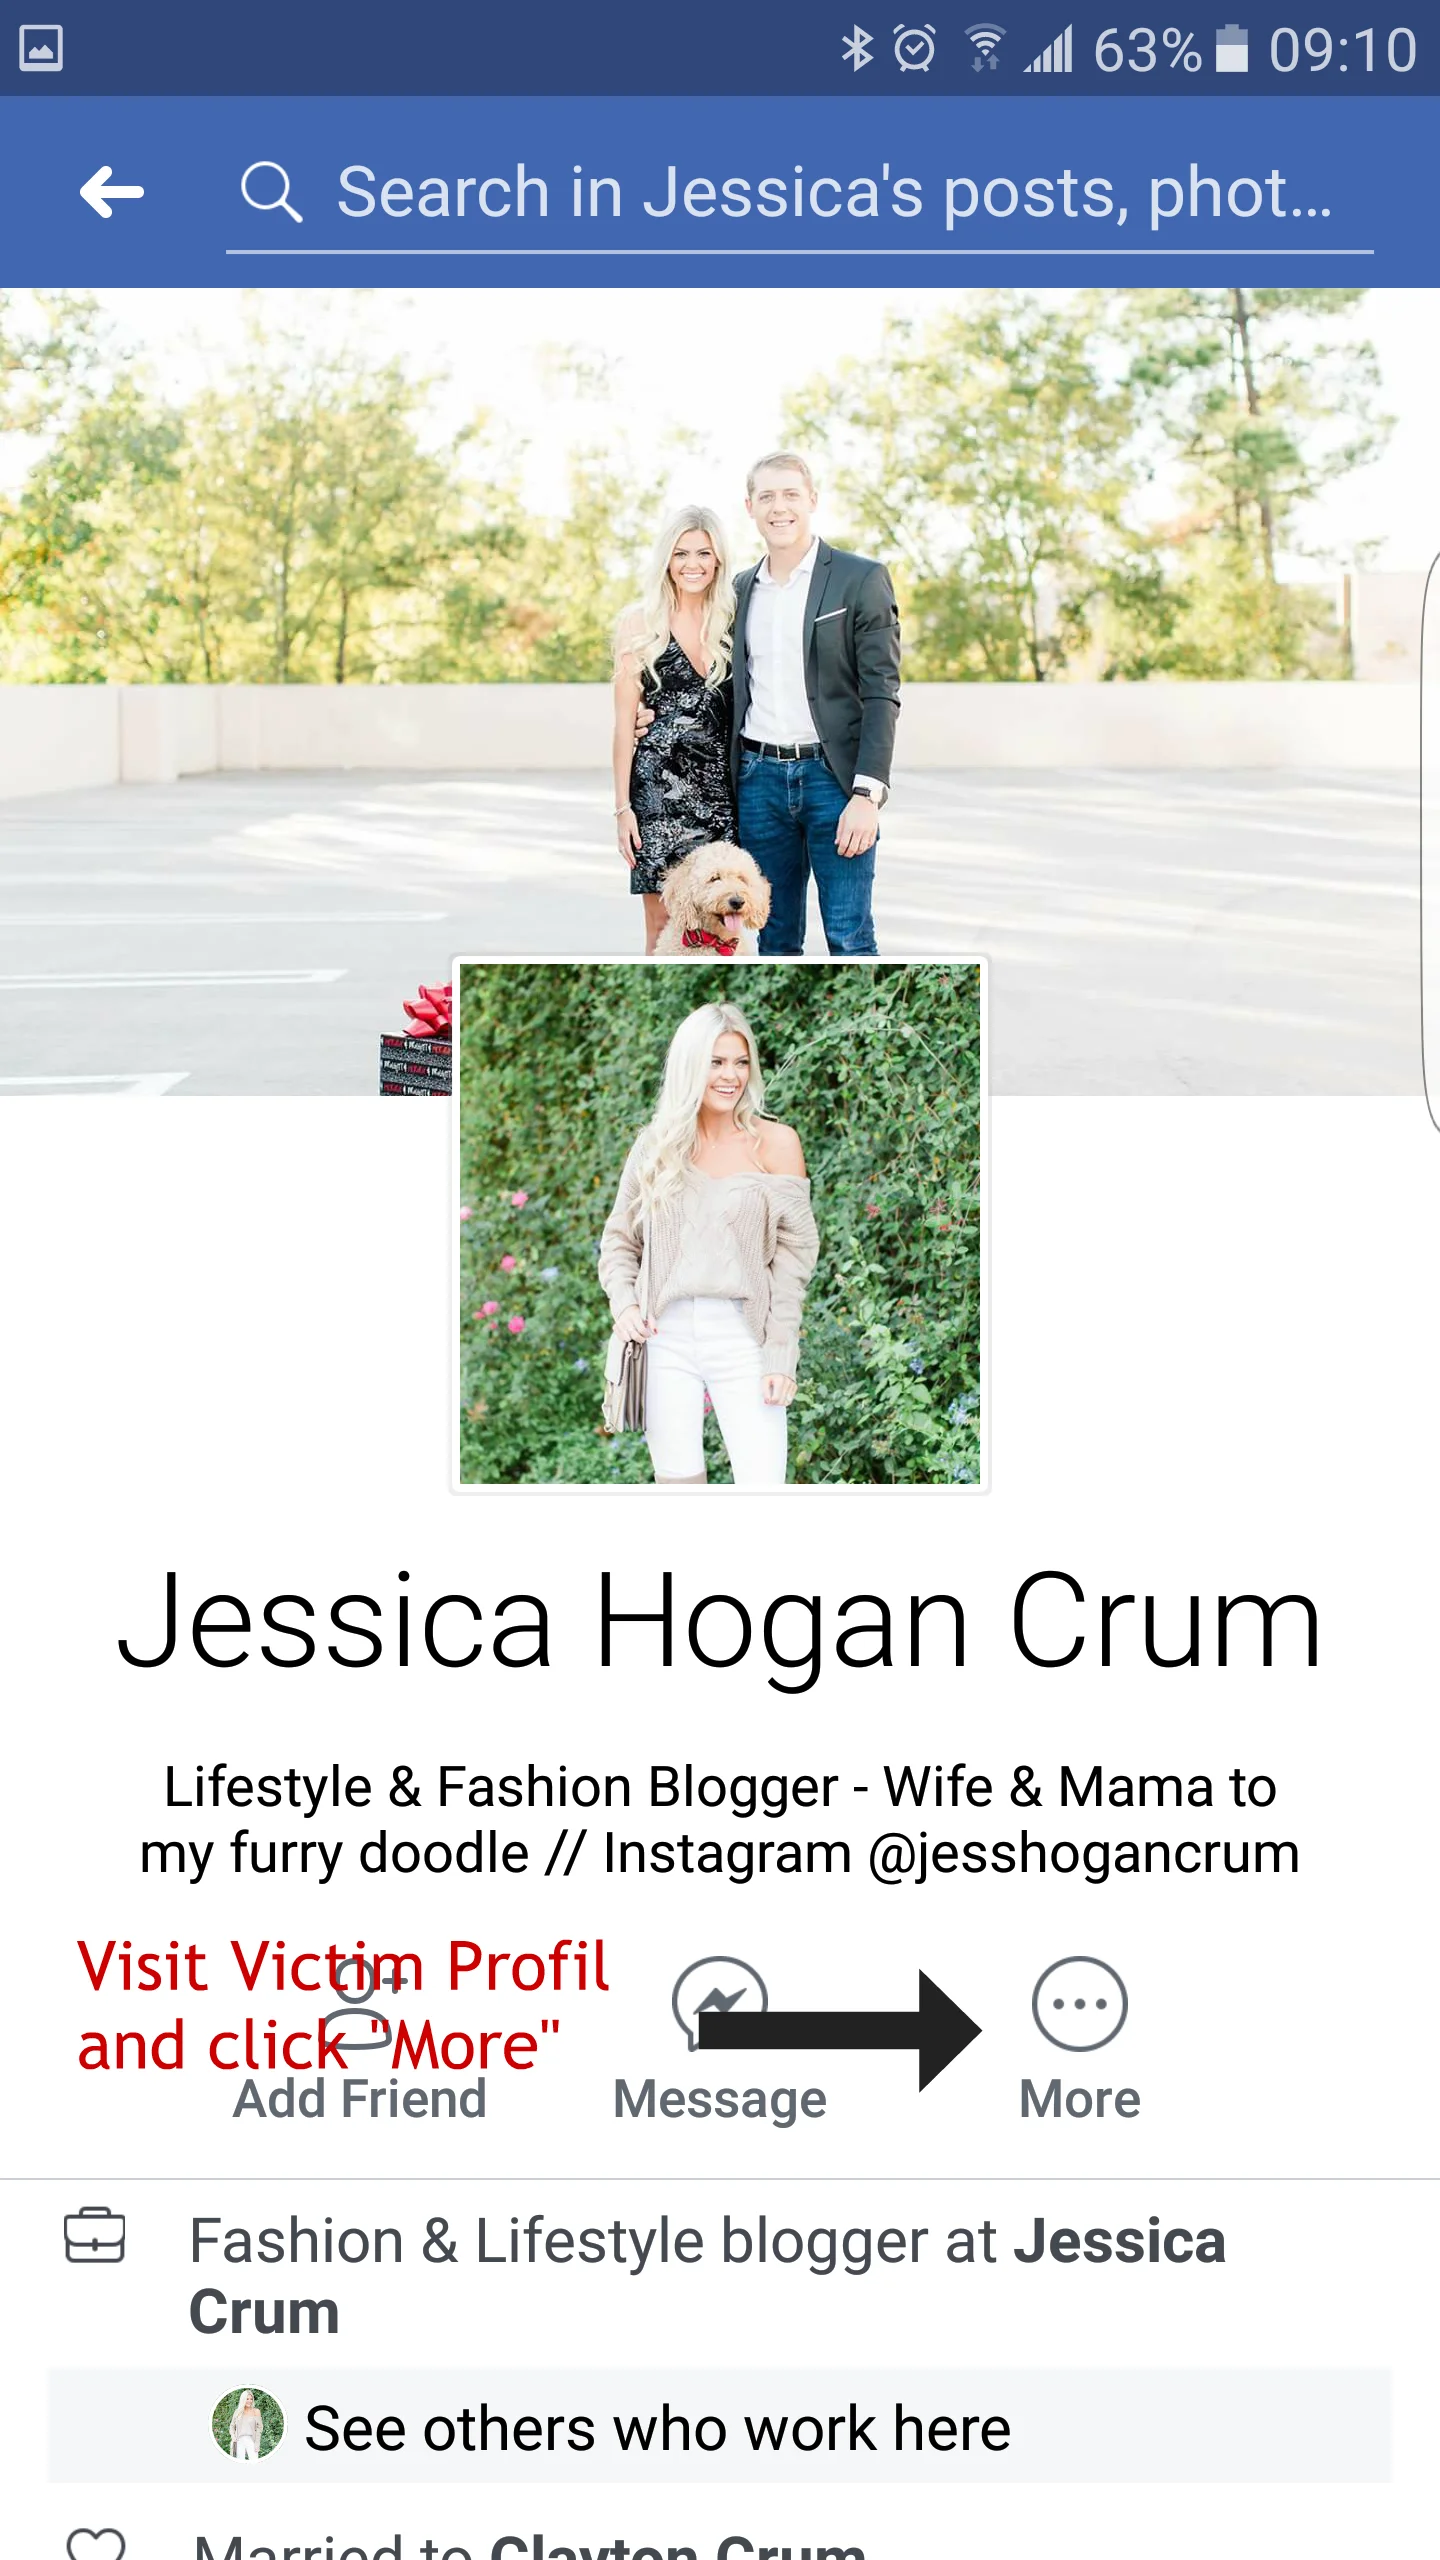 63% 09:10
Search in Jessica's posts, phot...
Jessica Hogan Crum
Lifestyle & Fashion Blogger - Wife & Mama to
my furry doodle // Instagram @jesshogancrum
Visit Victim Profil
and click "More"
Add Friend Message More
Fashion & Lifestyle blogger at Jessica
Crum
See others who work here
Married to Clayton Crum